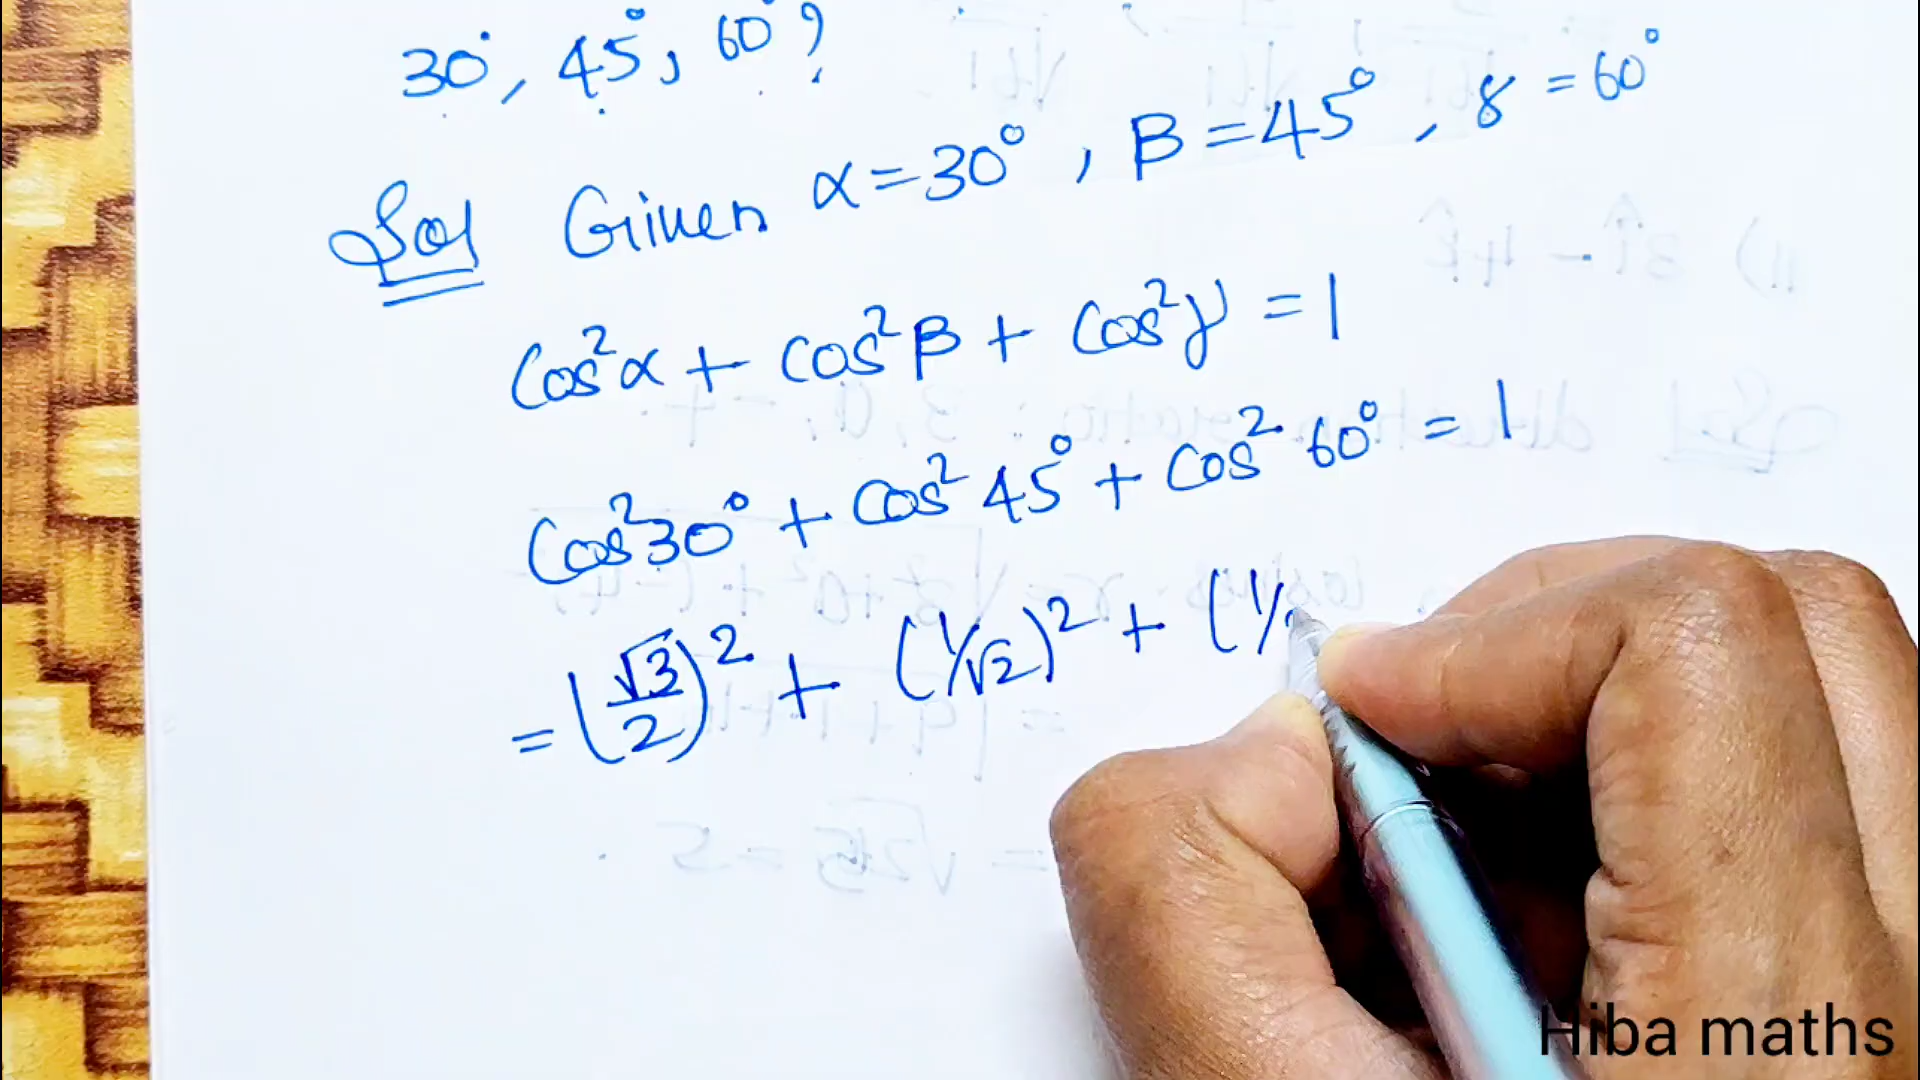 30°, 45°, 60°?
Sol Given α = 30°, β = 45°, γ = 60°
Cos²α + Cos²β + Cos²γ = 1
Cos²30° + Cos²45° + Cos²60° = 1
= (√3/2)² + (1/√2)² + (1/
Hiba maths